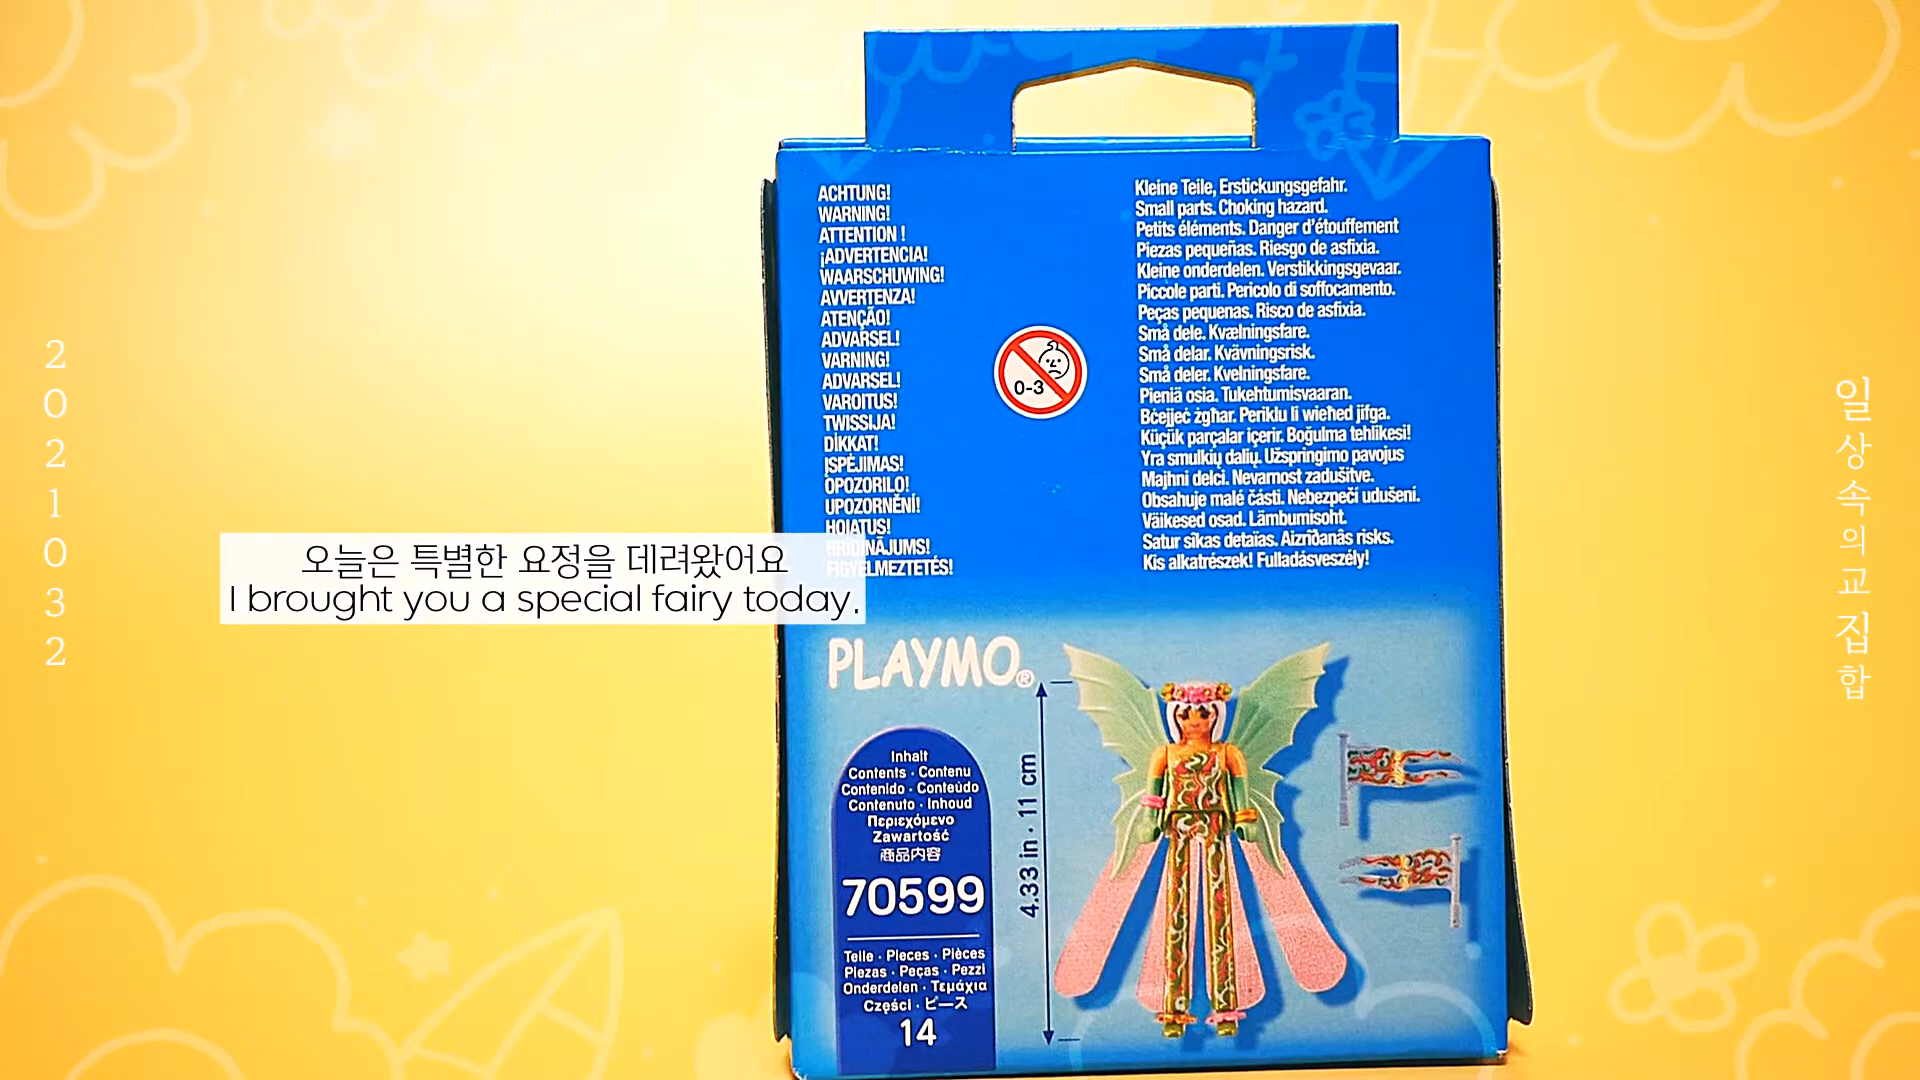 2021032
ACHTUNG!
WARNING!
ATTENTION !
¡ADVERTENCIA!
WAARSCHUWING!
AVVERTENZA!
ATENÇÃO!
ADVARSEL!
VARNING!
ADVARSEL!
VAROITUS!
TWISSIJA!
DİKKAT!
ĮSPĖJIMAS!
OPOZORILO!
UPOZORNĚNÍ!
HOIATUS!
BRĪDINĀJUMS!
FIGYELMEZTETÉS!
0-3
Kleine Teile, Erstickungsgefahr.
Small parts. Choking hazard.
Petits éléments. Danger d'étouffement
Piezas pequeñas. Riesgo de asfixia.
Kleine onderdelen. Verstikkingsgevaar.
Piccole parti. Pericolo di soffocamento.
Peças pequenas. Risco de asfixia.
Små dele. Kvælningsfare.
Små delar. Kvävningsrisk.
Små deler. Kvelningsfare.
Pieniä osia. Tukehtumisvaaran.
Bċejjeċ żgħar. Periklu li wieħed jifga.
Küçük parçalar içerir. Boğulma tehlikesi!
Yra smulkių dalių. Užspringimo pavojus
Majhni delci. Nevarnost zadušitve.
Obsahuje malé části. Nebezpečí udušení.
Väikesed osad. Lämbumisoht.
Satur sīkas detaļas. Aizrīšanās risks.
Kis alkatrészek! Fulladásveszély!
오늘은 특별한 요정을 데려왔어요
I brought you a special fairy today.
PLAYMO®
Inhalt
Contents · Contenu
Contenido · Conteúdo
Contenuto · Inhoud
Περιεχόμενο
Zawartość
商品内容
70599
Teile · Pieces · Pièces
Piezas · Peças · Pezzi
Onderdelen · Τεμάχια
Części · ピース
14
4.33 in · 11 cm
일상속의교집합